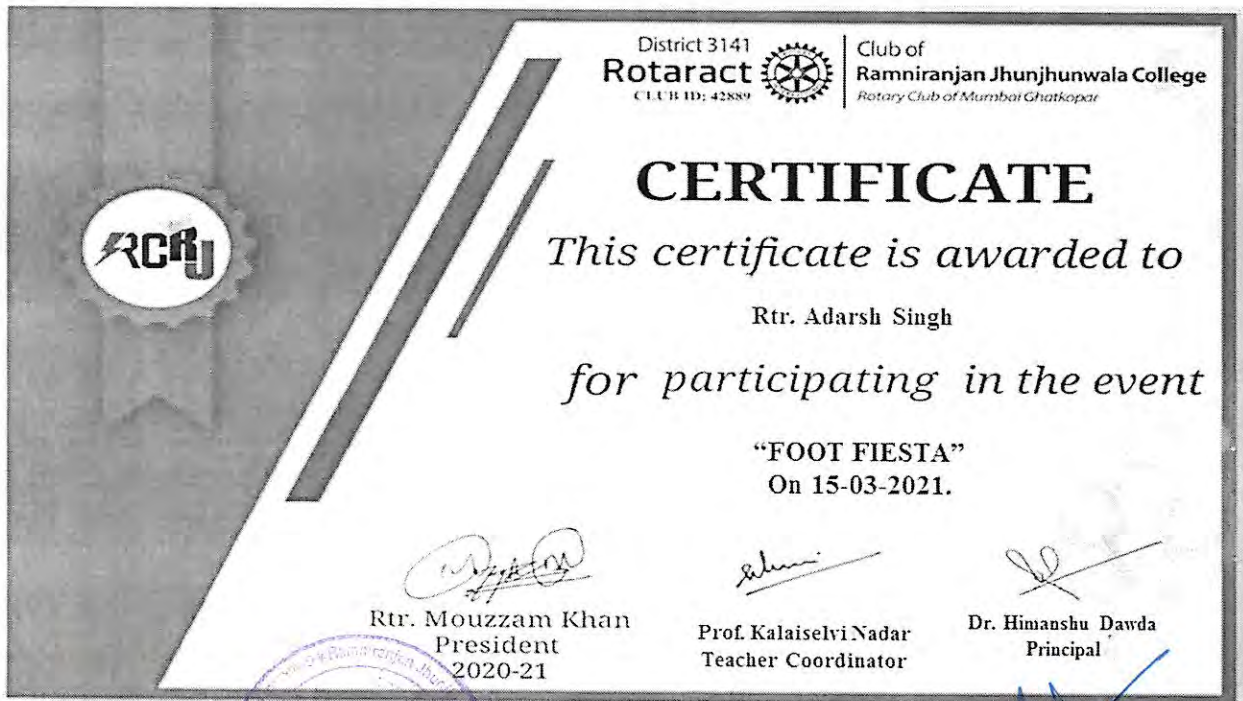 District 3141
Rotaract
CLUB ID: 42889
Club of
Ramniranjan Jhunjhunwala College
Rotary Club of Mumbai Ghatkopar
RCRJ
CERTIFICATE
This certificate is awarded to
Rtr. Adarsh Singh
for participating in the event
“FOOT FIESTA”
On 15-03-2021.
Rtr. Mouzzam Khan
President
2020-21
Prof. Kalaiselvi Nadar
Teacher Coordinator
Dr. Himanshu Dawda
Principal
Ramniranjan